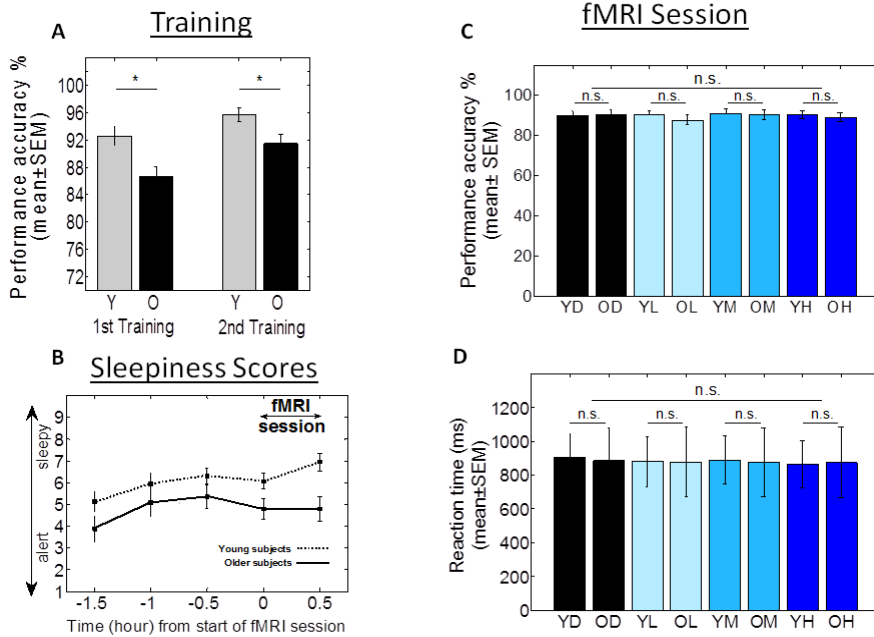 A
Training
Performance accuracy %
(mean±SEM)
100
96
92
88
84
80
76
72
*
*
Y
O
Y
O
1st Training
2nd Training
B
Sleepiness Scores
sleepy
alert
9
8
7
6
5
4
3
2
1
fMRI
session
Young subjects
Older subjects
-1.5
-1
-0.5
0
0.5
Time (hour) from start of fMRI session
fMRI Session
C
Performance accuracy %
(mean± SEM)
100
80
60
40
20
0
n.s.
n.s.
n.s.
n.s.
n.s.
YD
OD
YL
OL
YM
OM
YH
OH
D
Reaction time (ms)
(mean±SEM)
1200
1000
800
600
400
200
0
n.s.
n.s.
n.s.
n.s.
n.s.
YD
OD
YL
OL
YM
OM
YH
OH